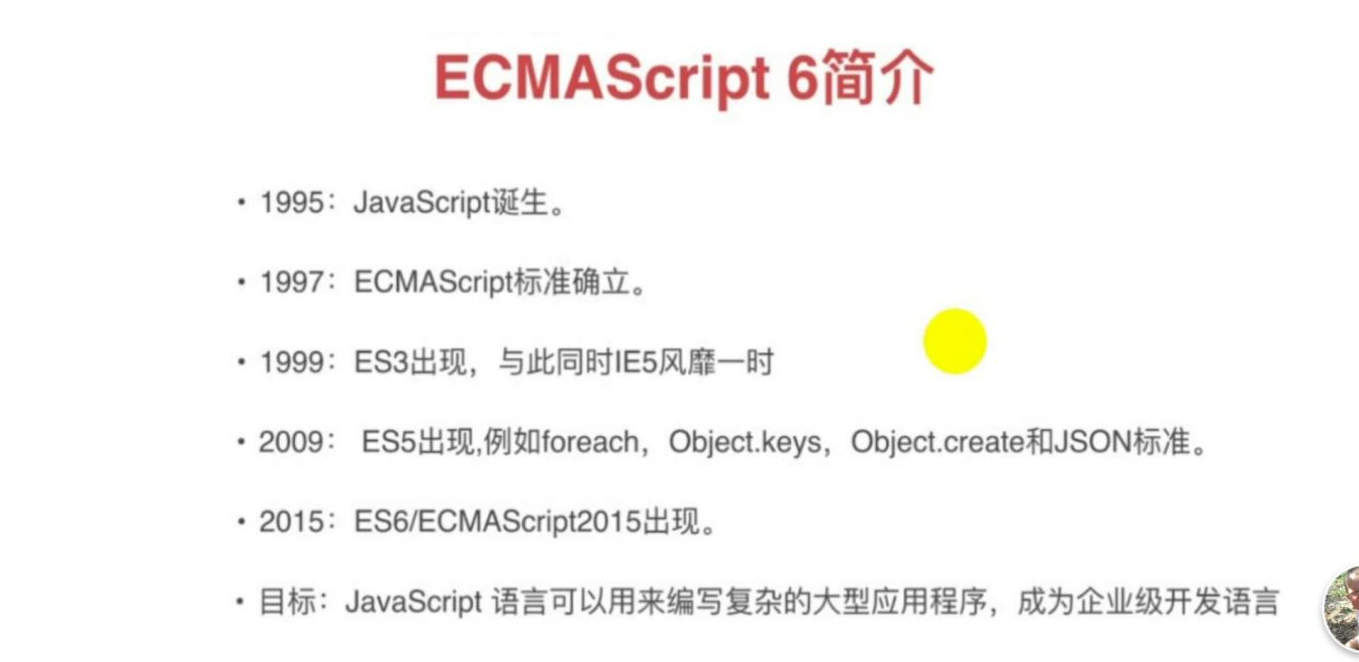 ECMAScript 6简介
• 1995：JavaScript诞生。
• 1997：ECMAScript标准确立。
• 1999：ES3出现，与此同时IE5风靡一时
• 2009： ES5出现,例如foreach，Object.keys，Object.create和JSON标准。
• 2015：ES6/ECMAScript2015出现。
• 目标：JavaScript 语言可以用来编写复杂的大型应用程序，成为企业级开发语言